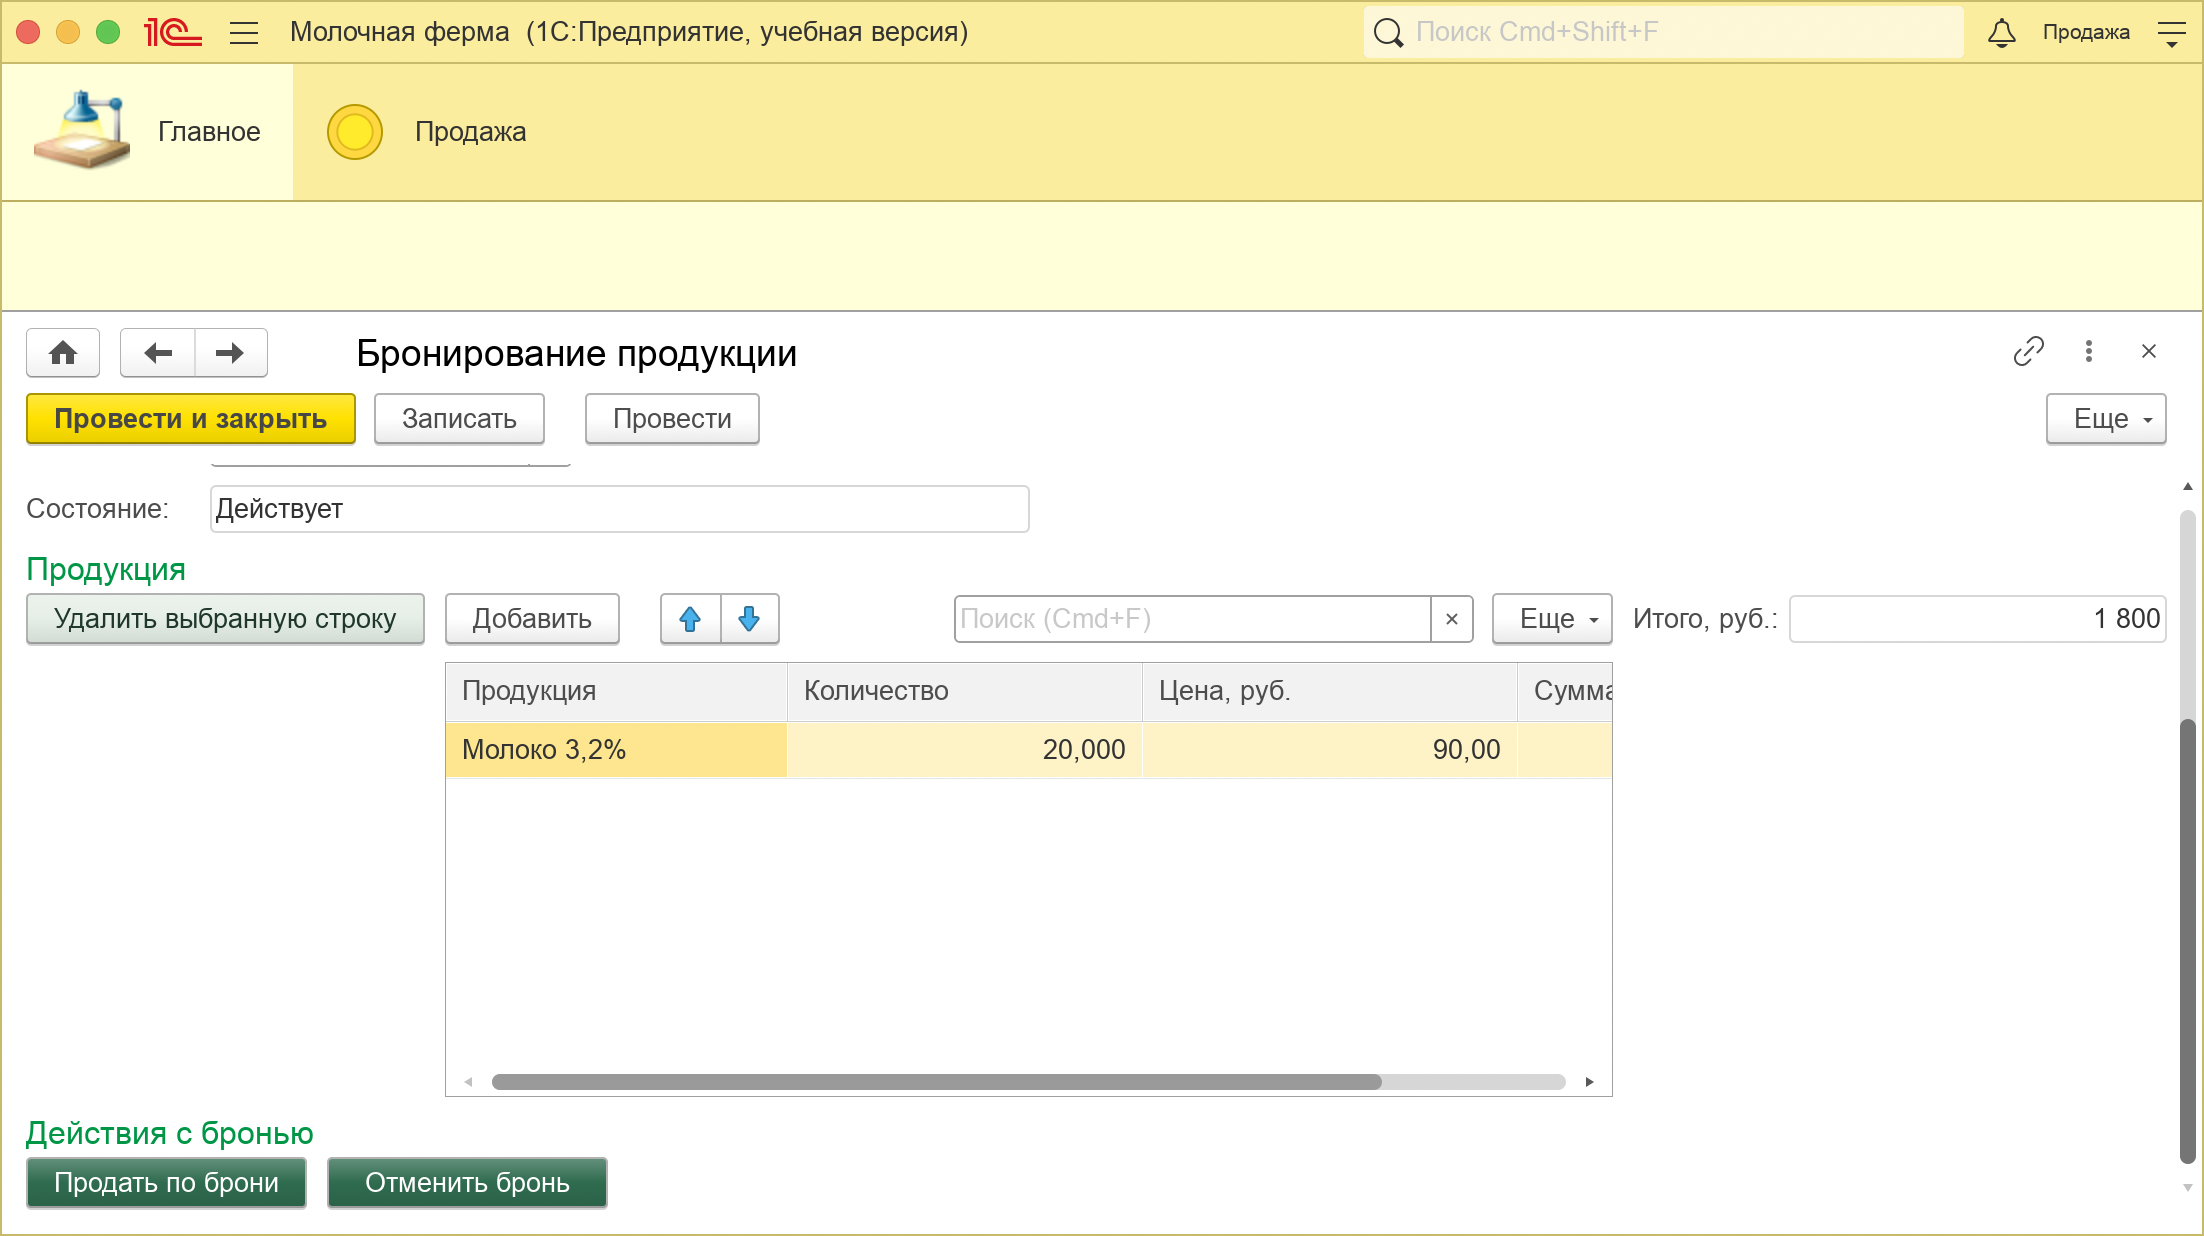 1С Молочная ферма (1С:Предприятие, учебная версия) Поиск Cmd+Shift+F Продажа
Главное Продажа
Бронирование продукции
Провести и закрыть Записать Провести Еще
Состояние: Действует
Продукция
Удалить выбранную строку Добавить Поиск (Cmd+F) × Еще Итого, руб.: 1 800
Продукция Количество Цена, руб. Сумма
Молоко 3,2% 20,000 90,00
Действия с бронью
Продать по брони Отменить бронь